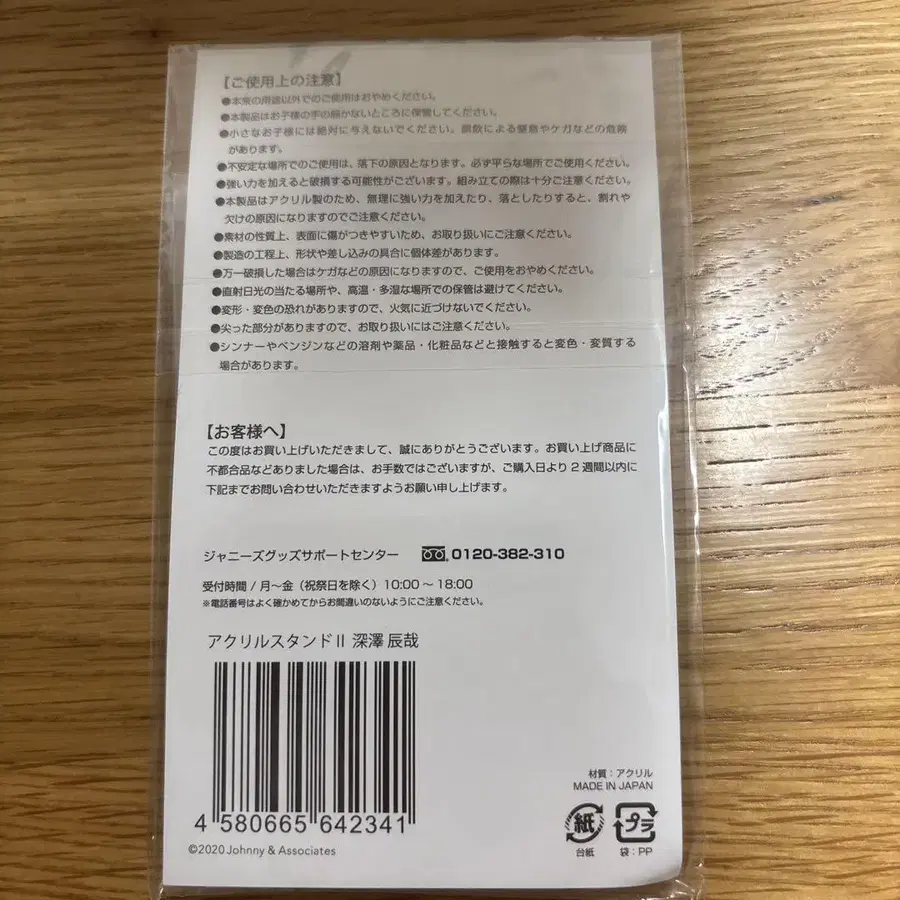 【ご使用上の注意】
●本来の用途以外でのご使用はおやめください。
●本製品はお子様の手の届かないところに保管してください。
●小さなお子様には絶対に与えないでください。誤飲による窒息やケガなどの危険
があります。
●不安定な場所でのご使用は、落下の原因となります。必ず平らな場所でご使用ください。
●強い力を加えると破損する可能性がございます。組み立ての際は十分ご注意ください。
●本製品はアクリル製のため、無理に強い力を加えたり、落としたりすると、割れや
欠けの原因になりますのでご注意ください。
●素材の性質上、表面に傷がつきやすいため、お取り扱いにご注意ください。
●製造の工程上、形状や差し込みの具合に個体差があります。
●万一破損した場合はケガなどの原因になりますので、ご使用をおやめください。
●直射日光の当たる場所や、高温・多湿な場所での保管は避けてください。
●変形・変色の恐れがありますので、火気に近づけないでください。
●尖った部分がありますので、お取り扱いにはご注意ください。
●シンナーやベンジンなどの溶剤や薬品・化粧品などと接触すると変色・変質する
場合があります。
【お客様へ】
この度はお買い上げいただきまして、誠にありがとうございます。お買い上げ商品に
不都合品などありました場合は、お手数ではございますが、ご購入日より2週間以内に
下記までお問い合わせいただきますようお願い申し上げます。
ジャニーズグッズサポートセンター 0120-382-310
受付時間 / 月〜金（祝祭日を除く）10:00〜18:00
※電話番号はよく確かめてからお間違いのないようにご注意ください。
アクリルスタンドⅡ 深澤 辰哉
4 580665 642341
©2020 Johnny & Associates
材質：アクリル
MADE IN JAPAN
紙 プラ
台紙 袋：PP